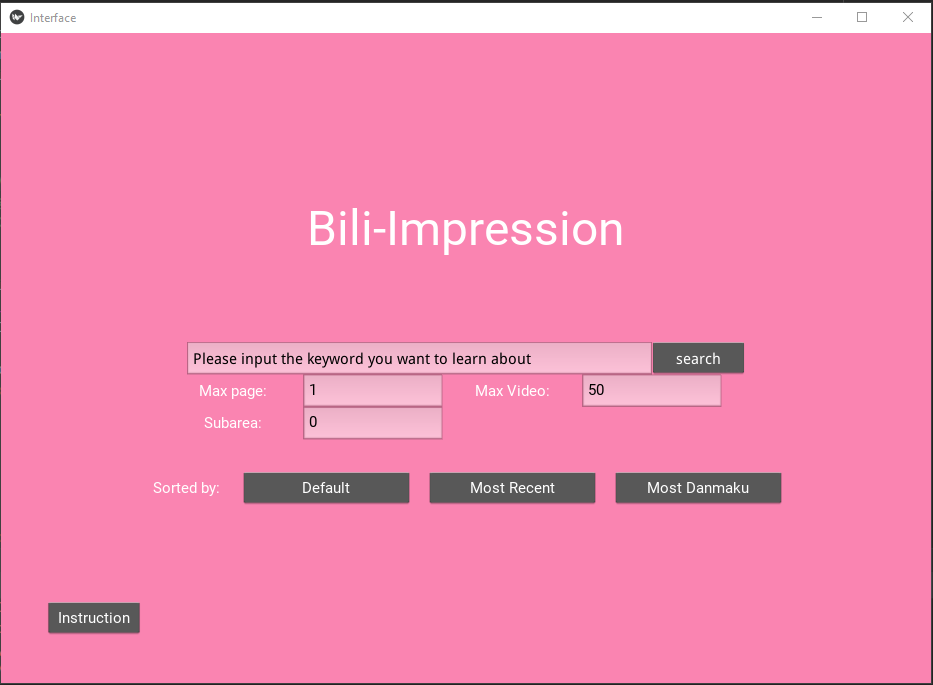 Interface
Bili-Impression
Please input the keyword you want to learn about search
Max page: 1 Max Video: 50
Subarea: 0
Sorted by: Default Most Recent Most Danmaku
Instruction